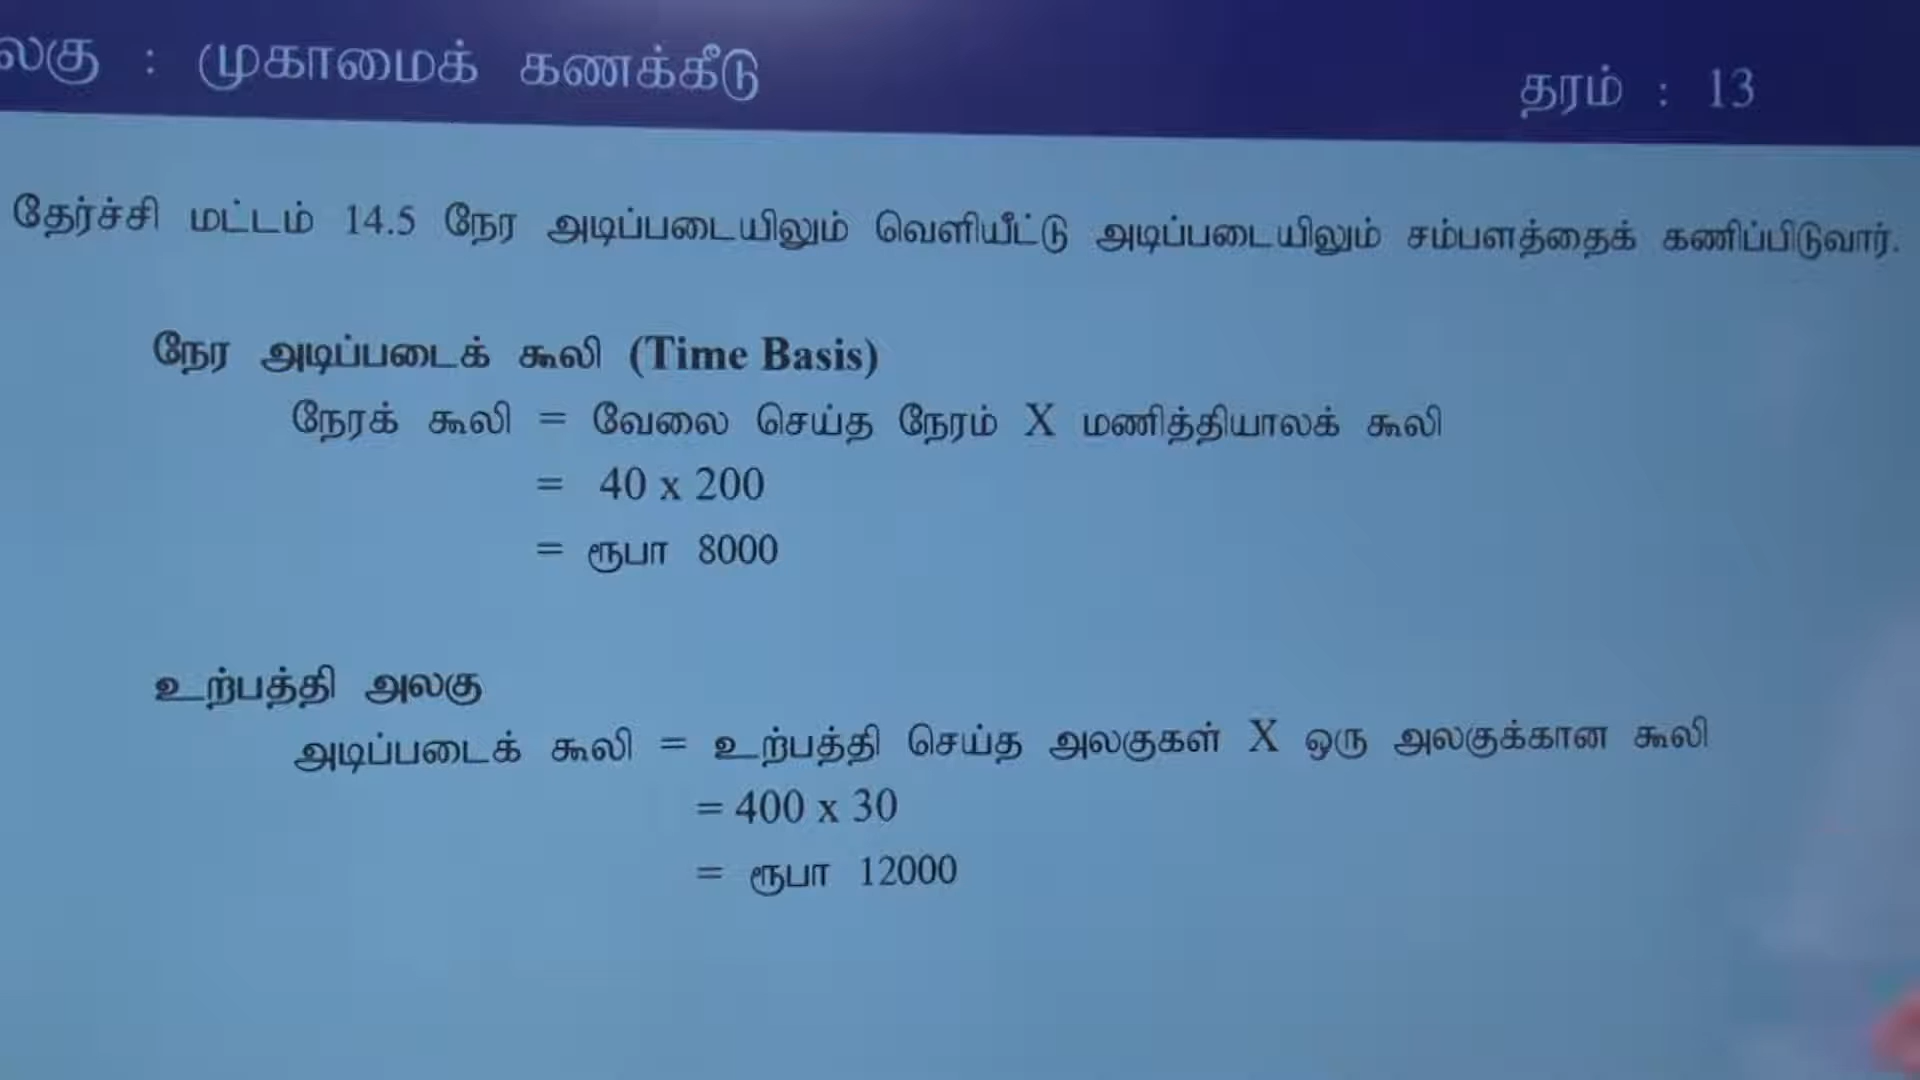 லகு : முகாமைக் கணக்கீடு
தரம் : 13
தேர்ச்சி மட்டம் 14.5 நேர அடிப்படையிலும் வெளியீட்டு அடிப்படையிலும் சம்பளத்தைக் கணிப்பிடுவார்.
நேர அடிப்படைக் கூலி (Time Basis)
நேரக் கூலி = வேலை செய்த நேரம் X மணித்தியாலக் கூலி
= 40 x 200
= ரூபா 8000
உற்பத்தி அலகு
அடிப்படைக் கூலி = உற்பத்தி செய்த அலகுகள் X ஒரு அலகுக்கான கூலி
= 400 x 30
= ரூபா 12000